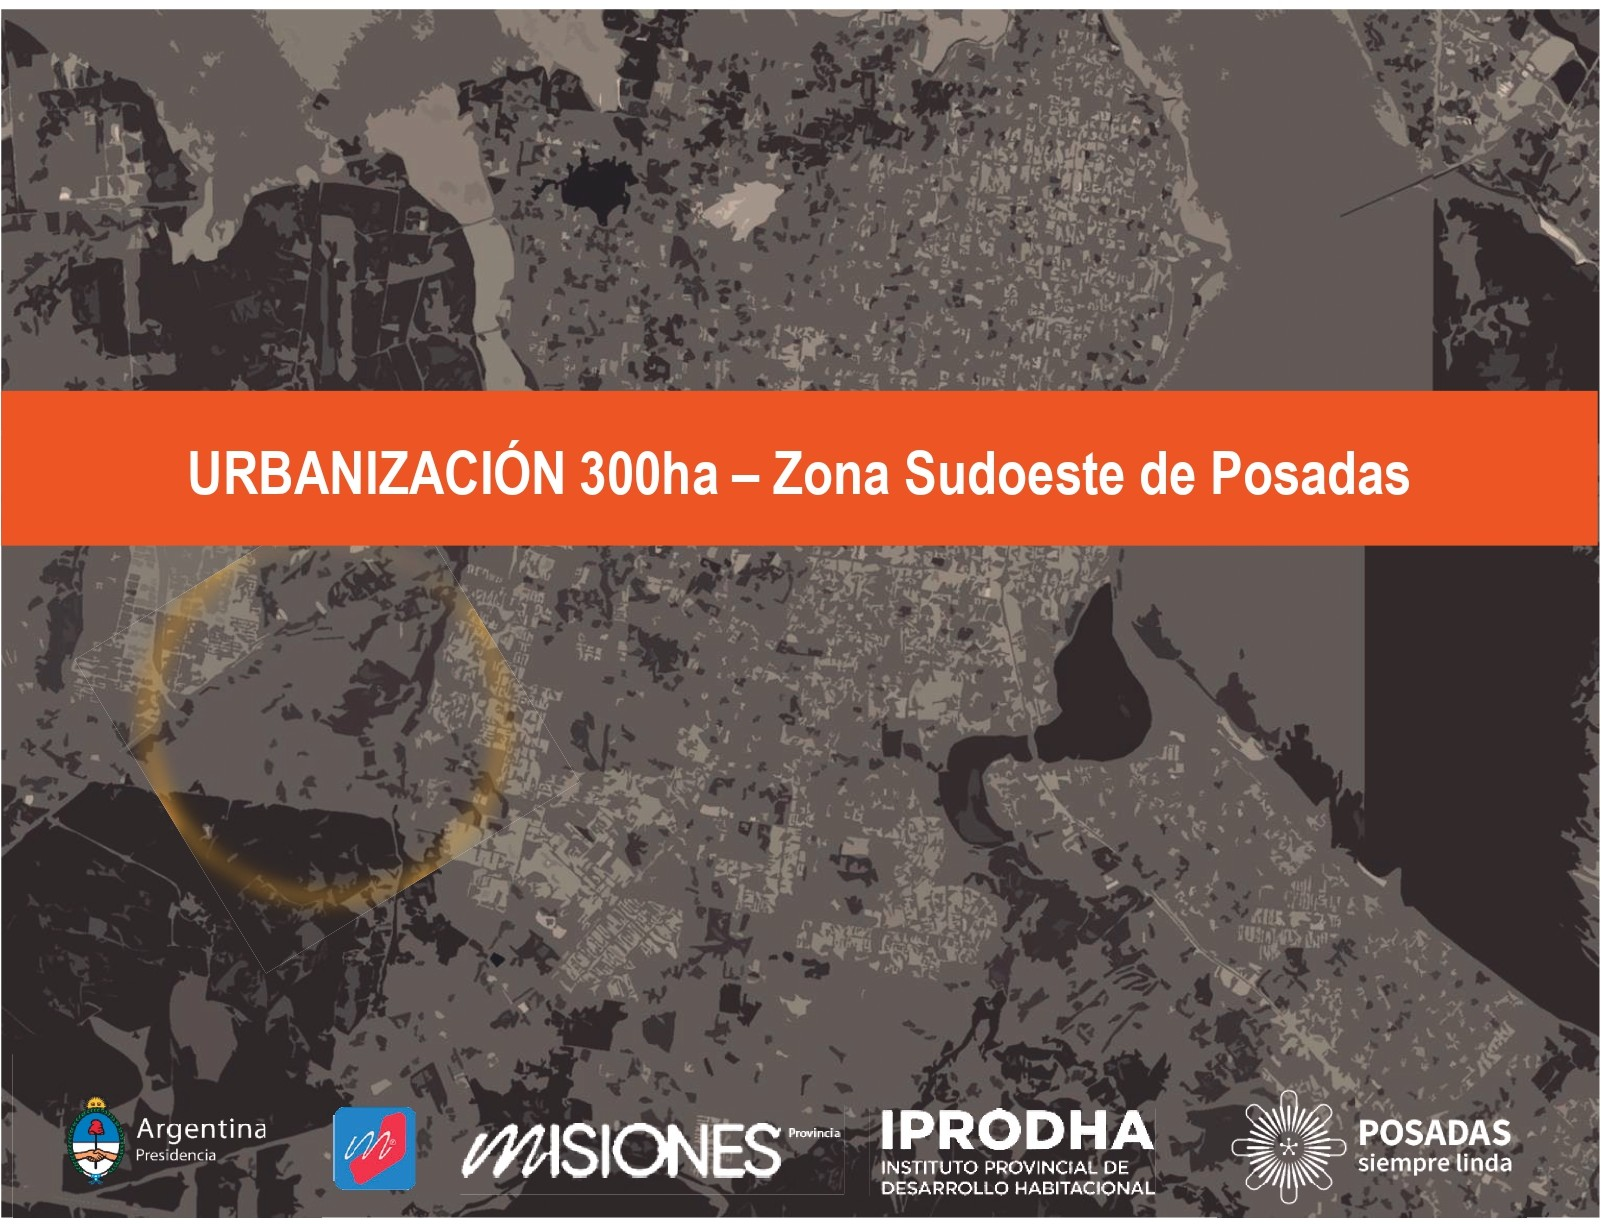 URBANIZACIÓN 300ha – Zona Sudoeste de Posadas
Argentina
Presidencia
m®
MISIONES Provincia
IPRODHA
INSTITUTO PROVINCIAL DE
DESARROLLO HABITACIONAL
POSADAS
siempre linda